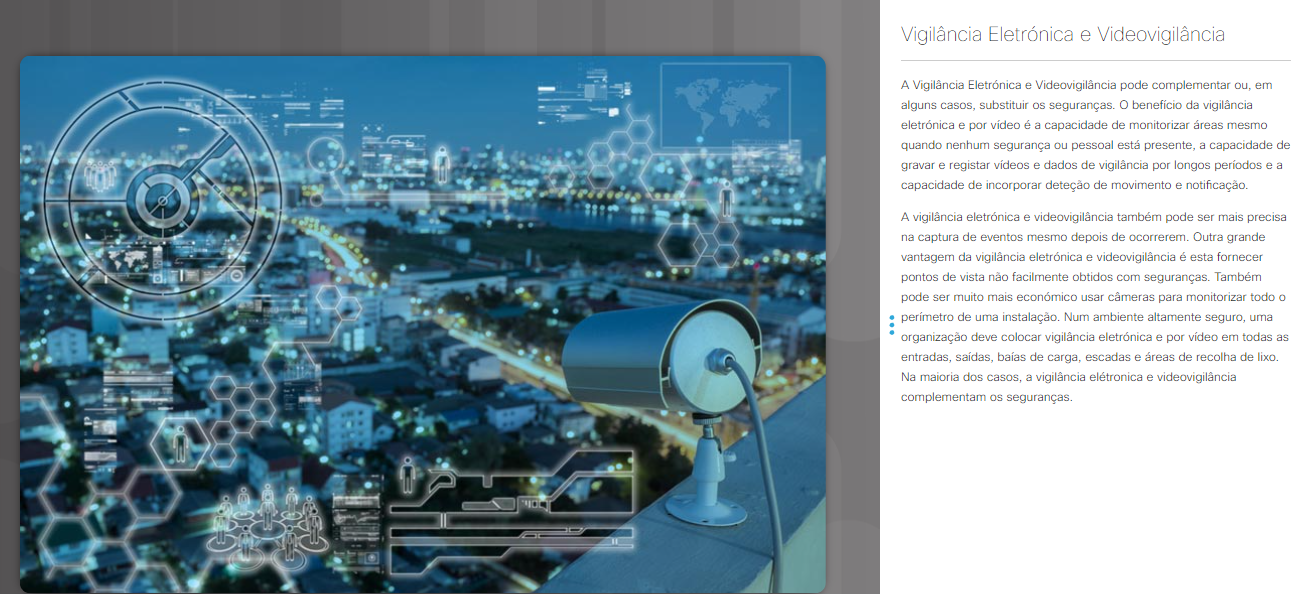 Vigilância Eletrónica e Videovigilância
A Vigilância Eletrónica e Videovigilância pode complementar ou, em
alguns casos, substituir os seguranças. O benefício da vigilância
eletrónica e por vídeo é a capacidade de monitorizar áreas mesmo
quando nenhum segurança ou pessoal está presente, a capacidade de
gravar e registar vídeos e dados de vigilância por longos períodos e a
capacidade de incorporar deteção de movimento e notificação.
A vigilância eletrónica e videovigilância também pode ser mais precisa
na captura de eventos mesmo depois de ocorrerem. Outra grande
vantagem da vigilância eletrónica e videovigilância é esta fornecer
pontos de vista não facilmente obtidos com seguranças. Também
pode ser muito mais económico usar câmeras para monitorizar todo o
perímetro de uma instalação. Num ambiente altamente seguro, uma
organização deve colocar vigilância eletrónica e por vídeo em todas as
entradas, saídas, baías de carga, escadas e áreas de recolha de lixo.
Na maioria dos casos, a vigilância elétronica e videovigilância
complementam os seguranças.